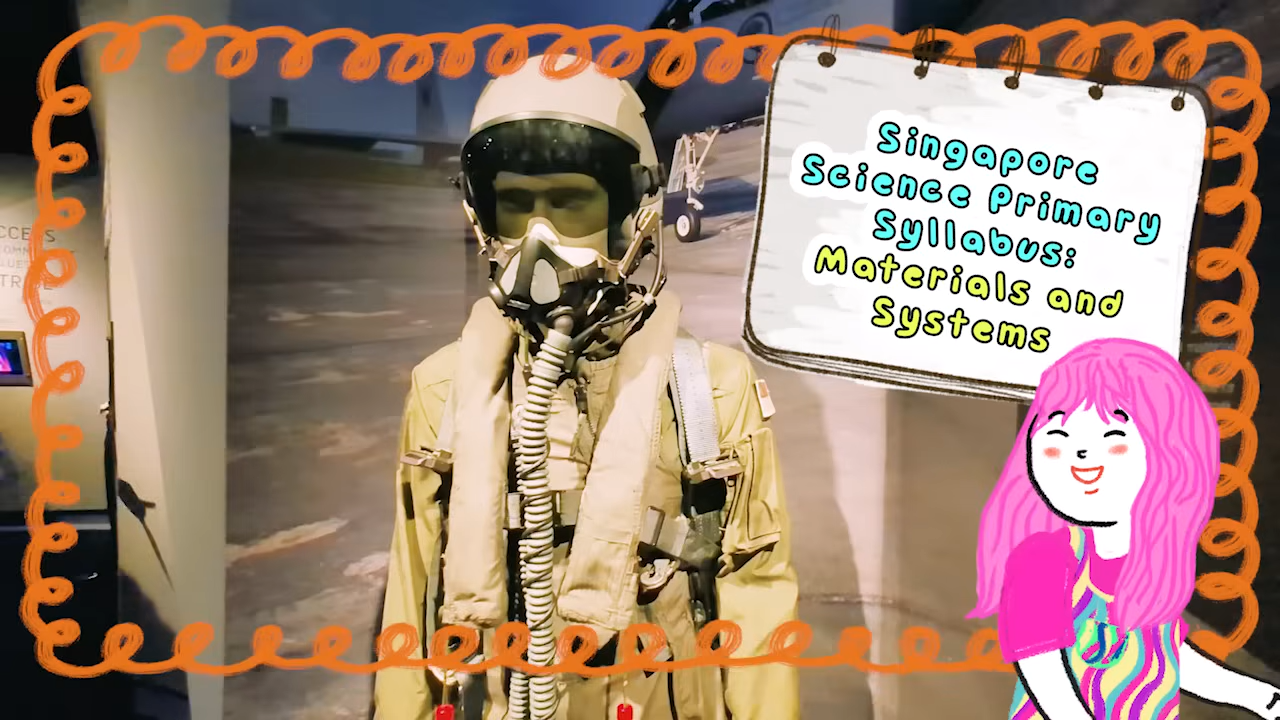 Singapore
Science Primary
Syllabus:
Materials and
Systems